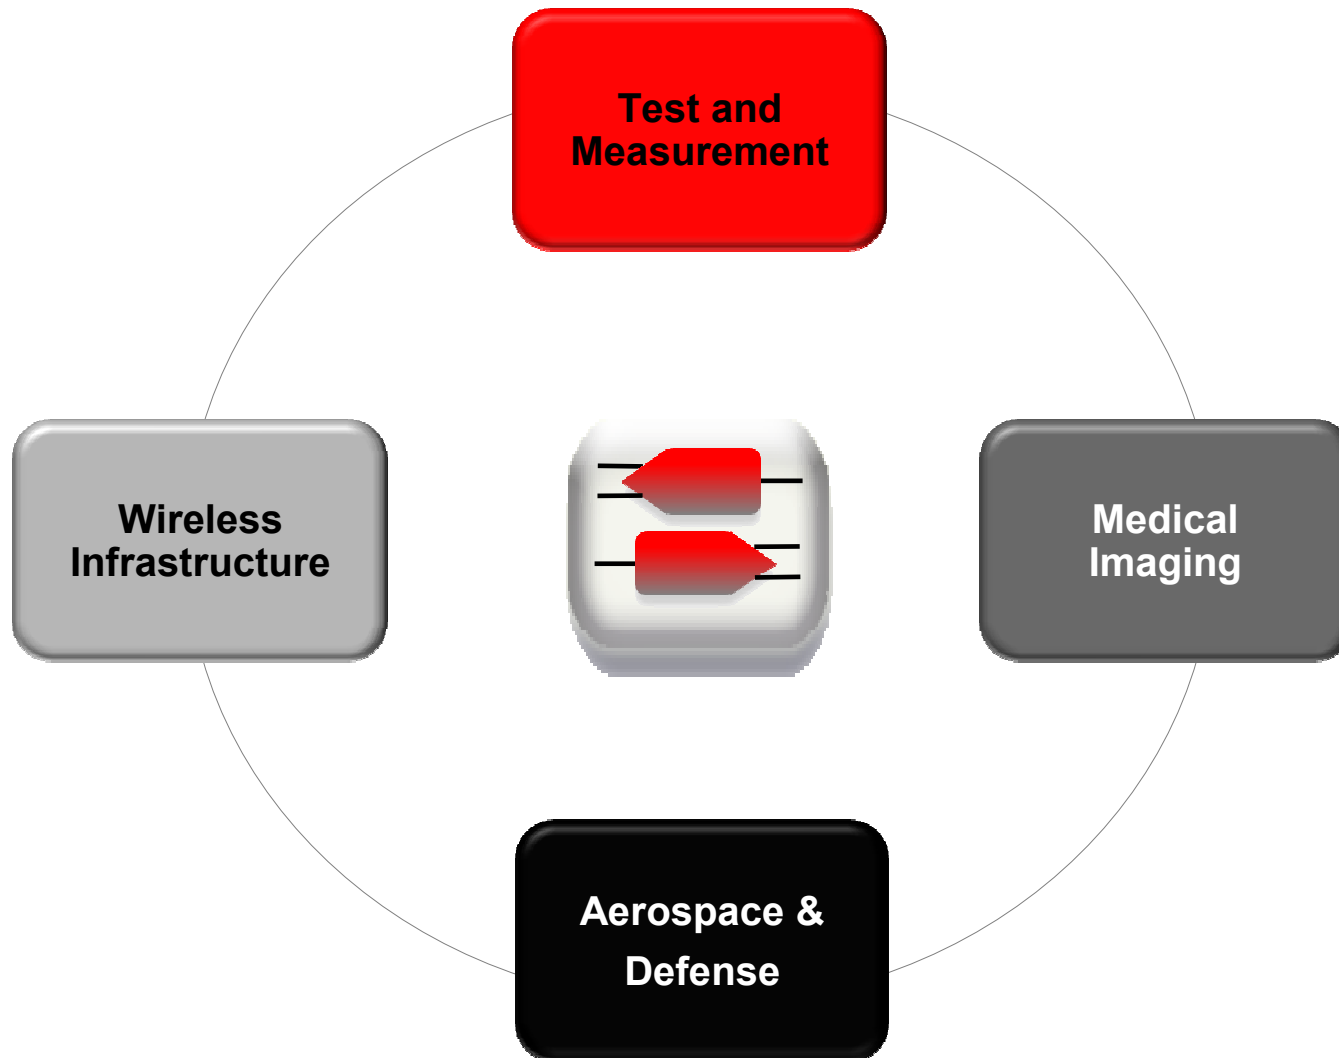 Test and
Measurement
Wireless
Infrastructure
Medical
Imaging
Aerospace &
Defense